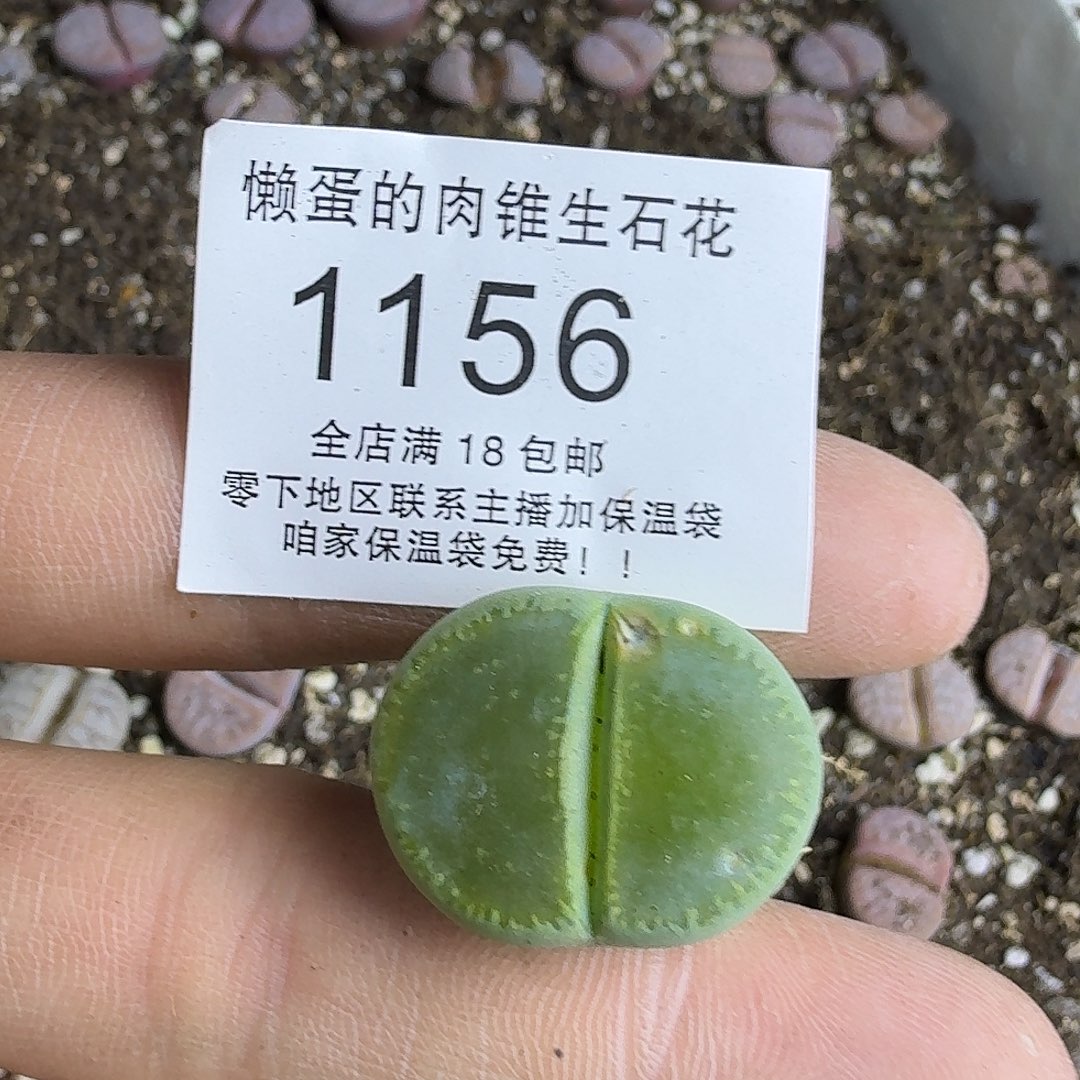 懒蛋的肉锥生石花
1156
全店满 18 包邮
零下地区联系主播加保温袋
咱家保温袋免费！！